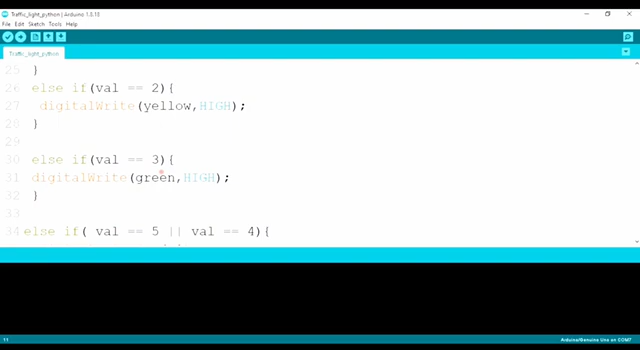 Traffic_light_python | Arduino 1.8.18
File Edit Sketch Tools Help
Traffic_light_python
25 }
26 else if(val == 2){
27 digitalWrite(yellow,HIGH);
28 }
29
30 else if(val == 3){
31 digitalWrite(green,HIGH);
32 }
33
34 else if( val == 5 || val == 4){
11
Arduino/Genuino Uno on COM7